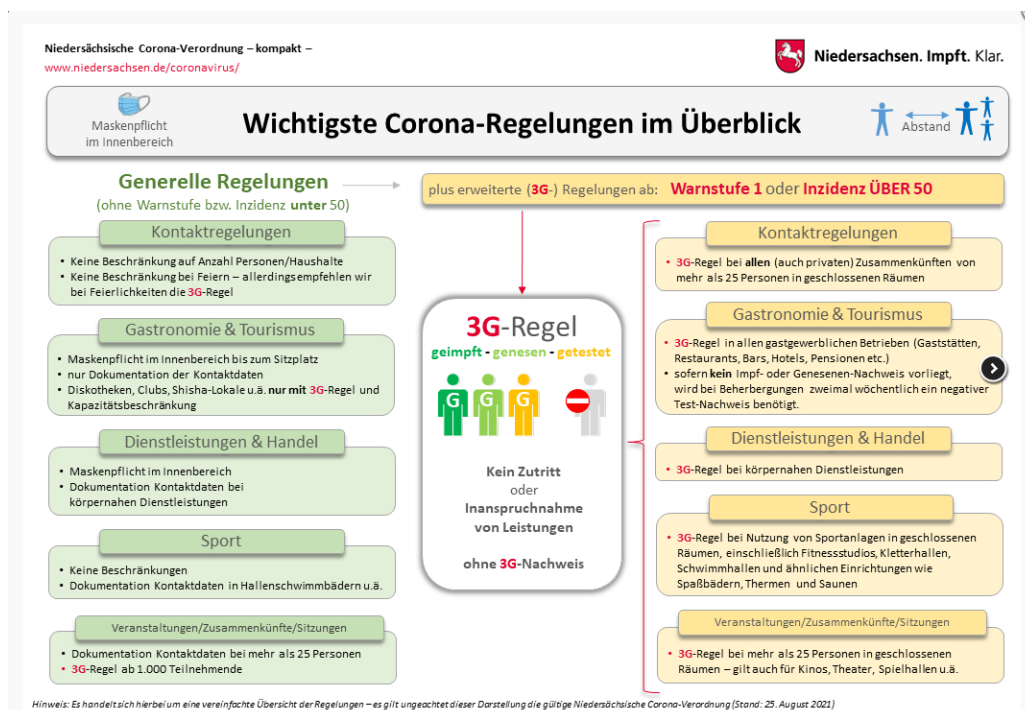 Niedersächsische Corona-Verordnung – kompakt –
www.niedersachsen.de/coronavirus/
Niedersachsen. Impft. Klar.
Maskenpflicht
im Innenbereich
Wichtigste Corona-Regelungen im Überblick
Abstand
Generelle Regelungen
(ohne Warnstufe bzw. Inzidenz unter 50)
plus erweiterte (3G-) Regelungen ab: Warnstufe 1 oder Inzidenz ÜBER 50
Kontaktregelungen
• Keine Beschränkung auf Anzahl Personen/Haushalte
• Keine Beschränkung bei Feiern – allerdings empfehlen wir
bei Feierlichkeiten die 3G-Regel
Gastronomie & Tourismus
• Maskenpflicht im Innenbereich bis zum Sitzplatz
• nur Dokumentation der Kontaktdaten
• Diskotheken, Clubs, Shisha-Lokale u.ä. nur mit 3G-Regel und
Kapazitätsbeschränkung
Dienstleistungen & Handel
• Maskenpflicht im Innenbereich
• Dokumentation Kontaktdaten bei
körpernahen Dienstleistungen
Sport
• Keine Beschränkungen
• Dokumentation Kontaktdaten in Hallenschwimmbädern u.ä.
Veranstaltungen/Zusammenkünfte/Sitzungen
• Dokumentation Kontaktdaten bei mehr als 25 Personen
• 3G-Regel ab 1.000 Teilnehmende
3G-Regel
geimpft - genesen - getestet
G G G
Kein Zutritt
oder
Inanspruchnahme
von Leistungen
ohne 3G-Nachweis
Kontaktregelungen
• 3G-Regel bei allen (auch privaten) Zusammenkünften von
mehr als 25 Personen in geschlossenen Räumen
Gastronomie & Tourismus
• 3G-Regel in allen gastgewerblichen Betrieben (Gaststätten,
Restaurants, Bars, Hotels, Pensionen etc.)
• sofern kein Impf- oder Genesenen-Nachweis vorliegt,
wird bei Beherbergungen zweimal wöchentlich ein negativer
Test-Nachweis benötigt.
Dienstleistungen & Handel
• 3G-Regel bei körpernahen Dienstleistungen
Sport
• 3G-Regel bei Nutzung von Sportanlagen in geschlossenen
Räumen, einschließlich Fitnessstudios, Kletterhallen,
Schwimmhallen und ähnlichen Einrichtungen wie
Spaßbädern, Thermen und Saunen
Veranstaltungen/Zusammenkünfte/Sitzungen
• 3G-Regel bei mehr als 25 Personen in geschlossenen
Räumen – gilt auch für Kinos, Theater, Spielhallen u.ä.
Hinweis: Es handelt sich hierbei um eine vereinfachte Übersicht der Regelungen – es gilt ungeachtet dieser Darstellung die gültige Niedersächsische Corona-Verordnung (Stand: 25. August 2021)